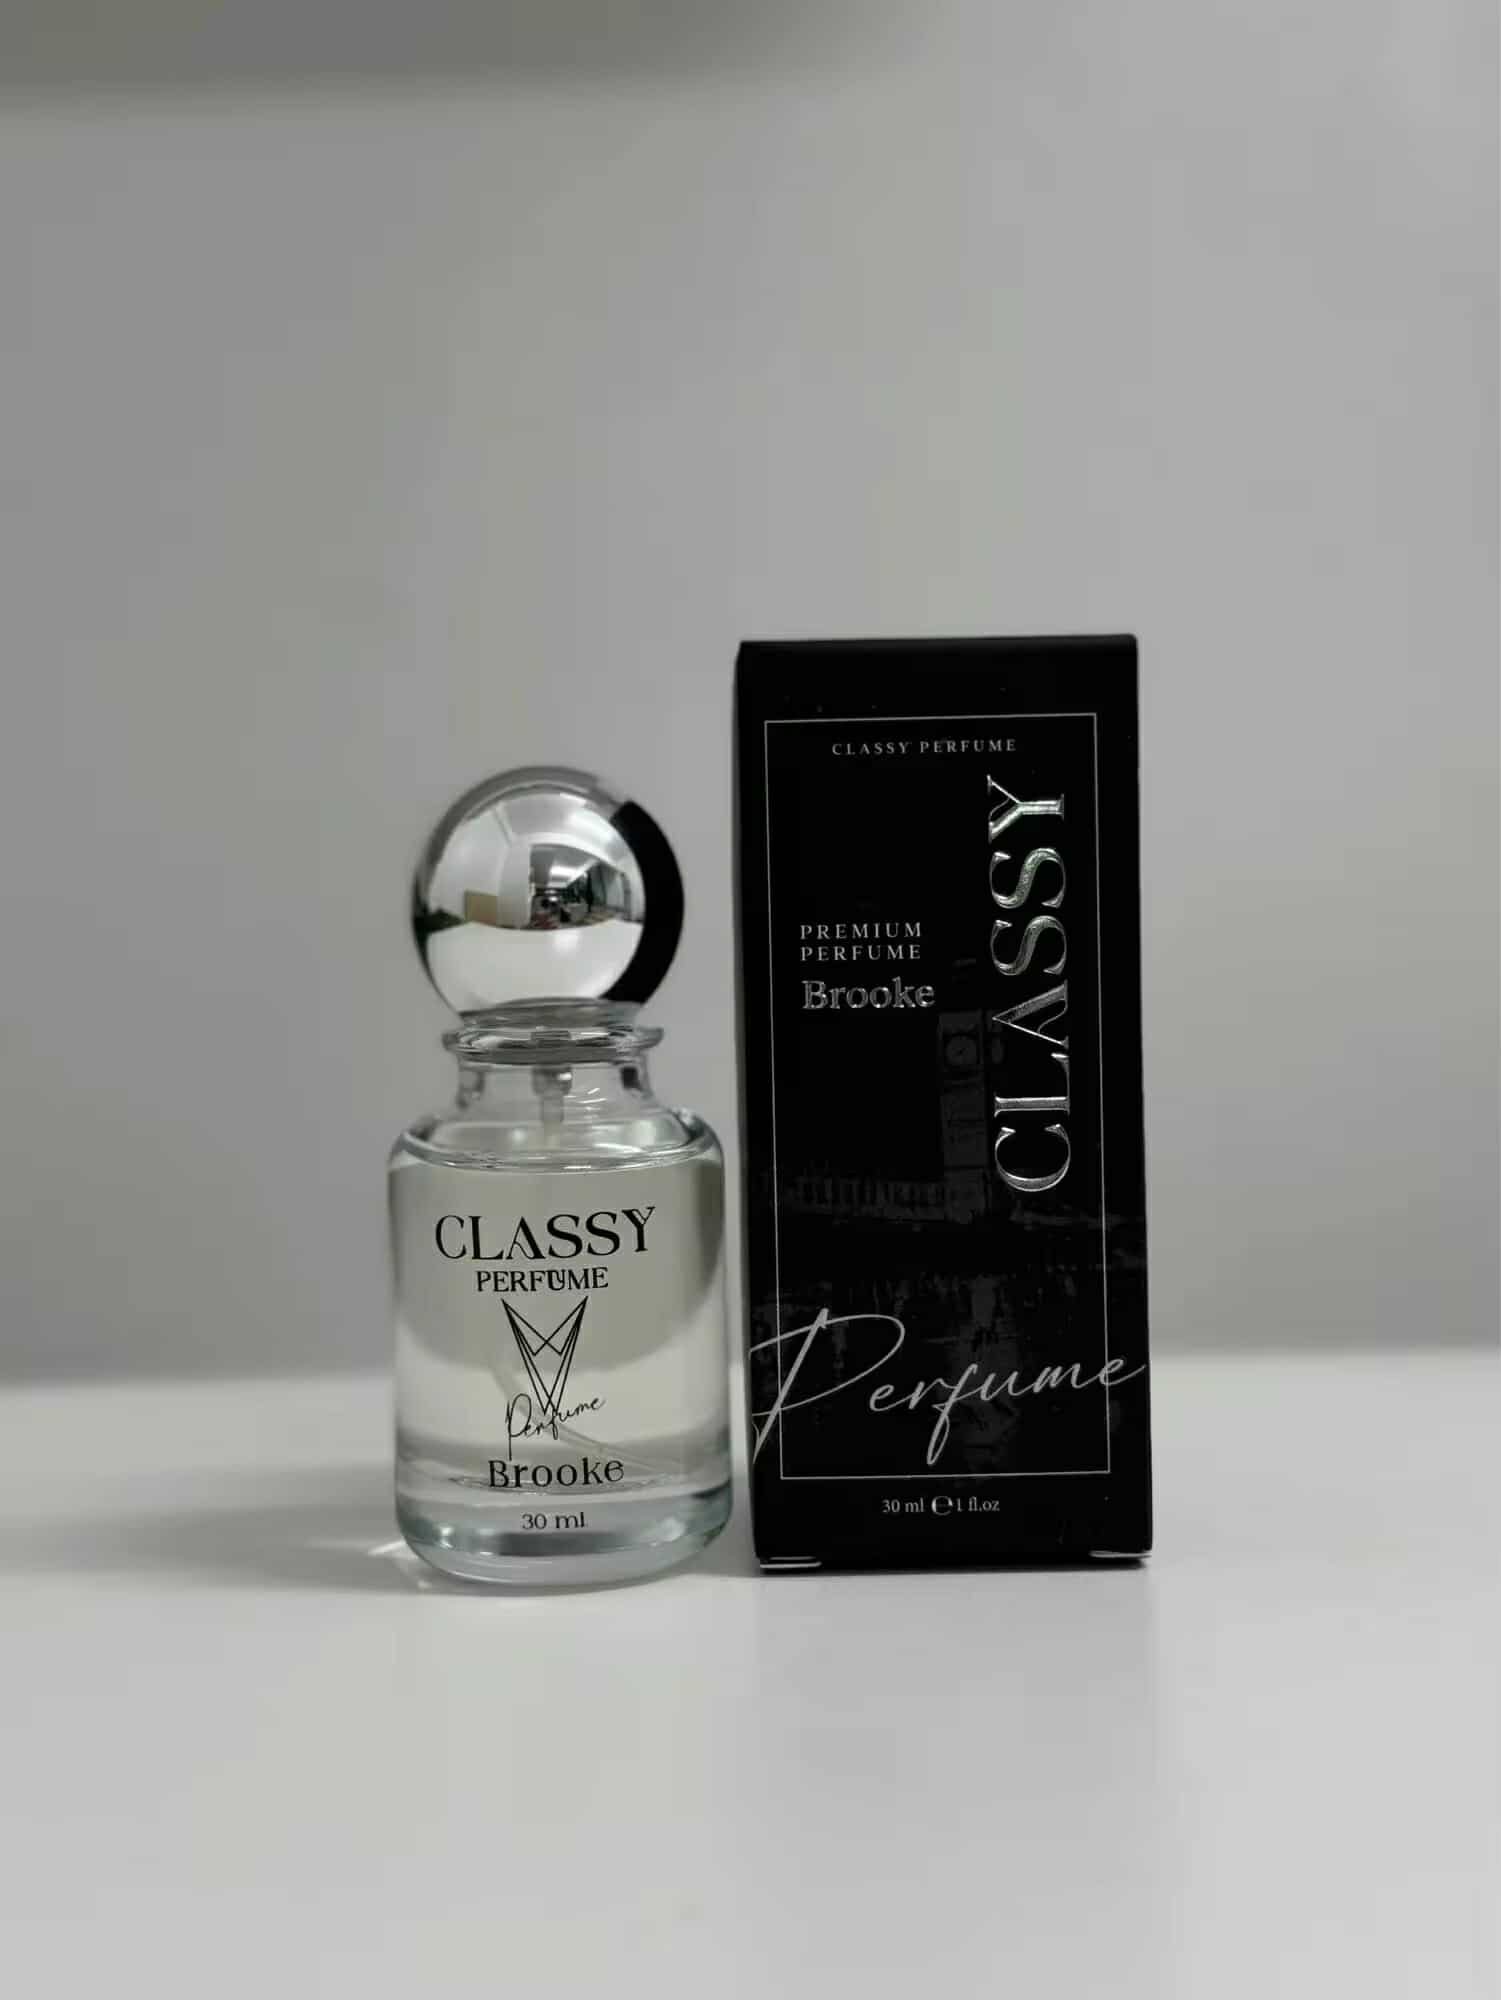 CLASSY
PERFUME
Perfume
Brooke
30 ml
CLASSY PERFUME
CLASSY
PREMIUM
PERFUME
Brooke
Perfume
30 ml ℮ 1 fl.oz